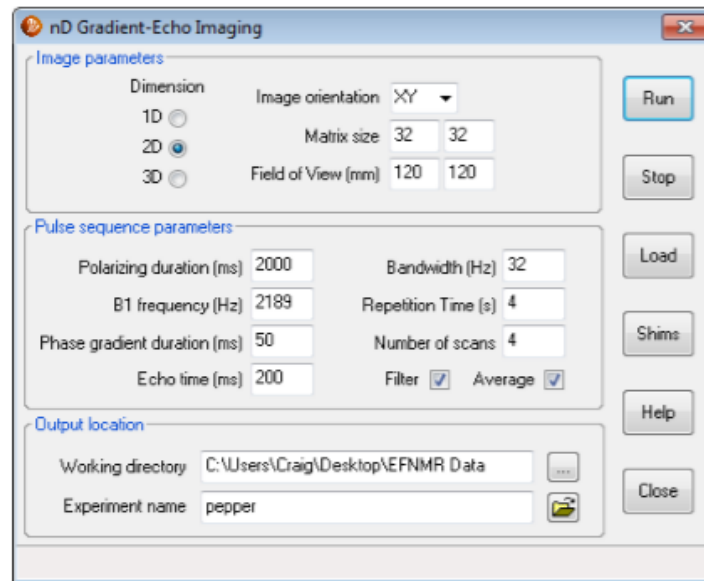 nD Gradient-Echo Imaging
Image parameters
Dimension
1D
2D
3D
Image orientation XY
Matrix size 32 32
Field of View (mm) 120 120
Pulse sequence parameters
Polarizing duration (ms) 2000
B1 frequency (Hz) 2189
Phase gradient duration (ms) 50
Echo time (ms) 200
Bandwidth (Hz) 32
Repetition Time (s) 4
Number of scans 4
Filter Average
Output location
Working directory C:\Users\Craig\Desktop\EFNMR Data ...
Experiment name pepper
Run
Stop
Load
Shims
Help
Close